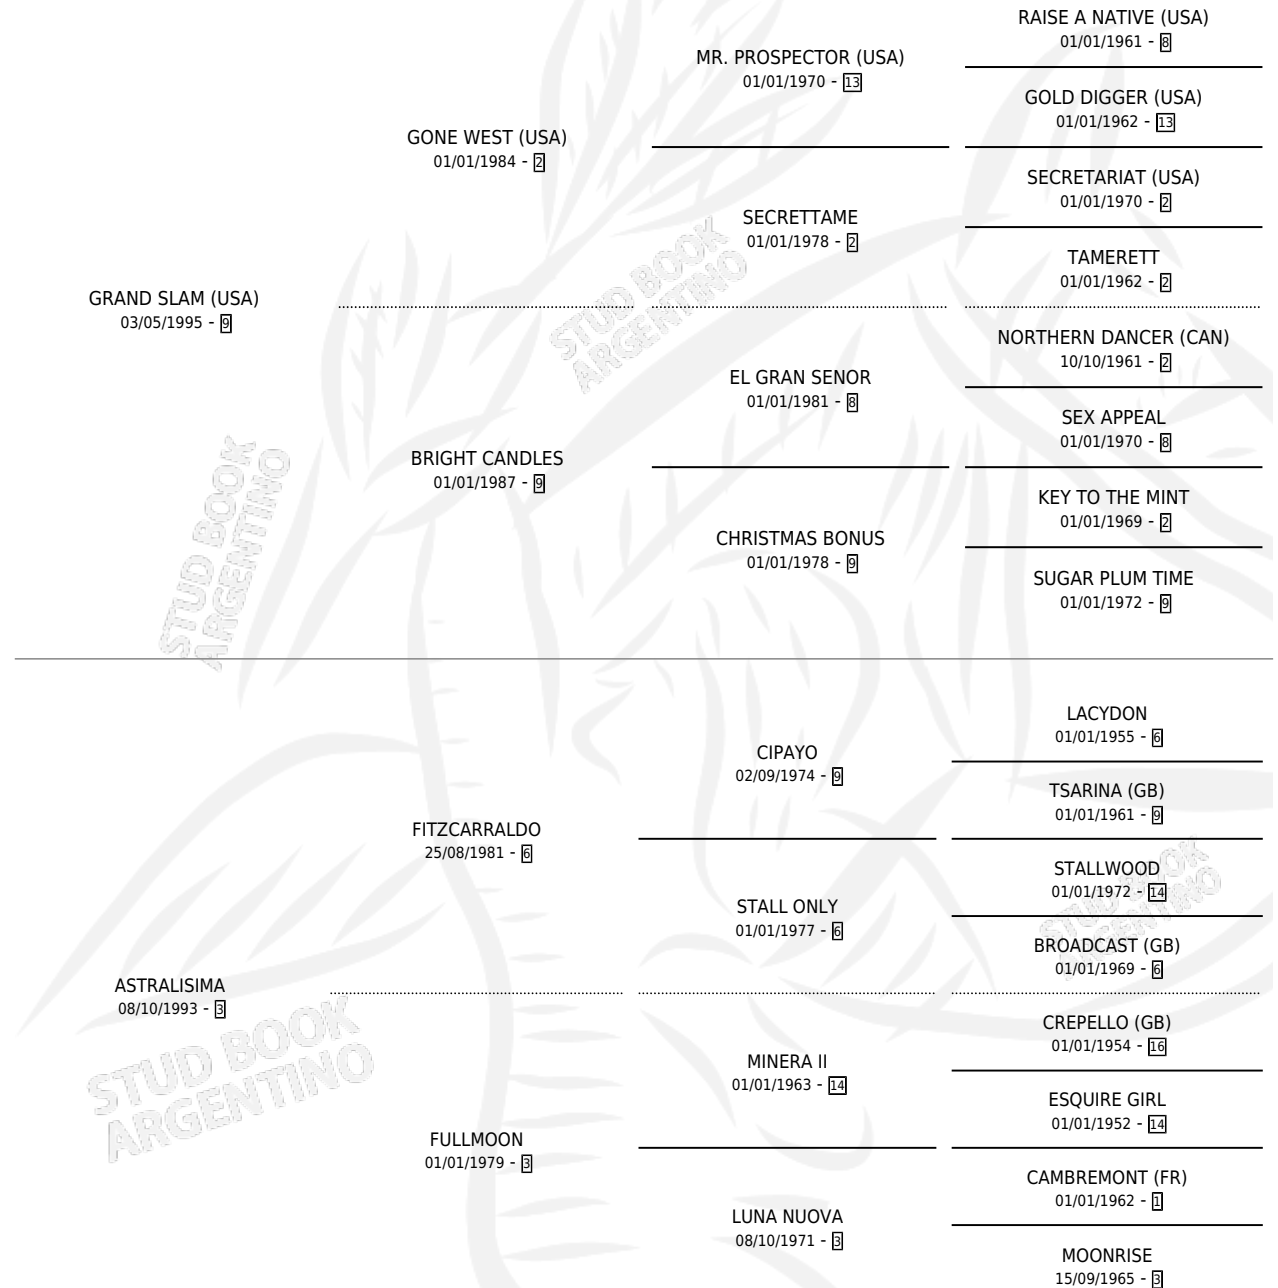 RAISE A NATIVE (USA)
01/01/1961 - 8
MR. PROSPECTOR (USA)
01/01/1970 - 13
GOLD DIGGER (USA)
01/01/1962 - 13
GONE WEST (USA)
01/01/1984 - 2
SECRETARIAT (USA)
01/01/1970 - 2
SECRETTAME
01/01/1978 - 2
TAMERETT
01/01/1962 - 2
GRAND SLAM (USA)
03/05/1995 - 9
NORTHERN DANCER (CAN)
10/10/1961 - 2
EL GRAN SENOR
01/01/1981 - 8
SEX APPEAL
01/01/1970 - 8
BRIGHT CANDLES
01/01/1987 - 9
KEY TO THE MINT
01/01/1969 - 2
CHRISTMAS BONUS
01/01/1978 - 9
SUGAR PLUM TIME
01/01/1972 - 9
LACYDON
01/01/1955 - 6
CIPAYO
02/09/1974 - 9
TSARINA (GB)
01/01/1961 - 9
FITZCARRALDO
25/08/1981 - 6
STALLWOOD
01/01/1972 - 14
STALL ONLY
01/01/1977 - 6
BROADCAST (GB)
01/01/1969 - 6
ASTRALISIMA
08/10/1993 - 3
CREPELLO (GB)
01/01/1954 - 16
MINERA II
01/01/1963 - 14
ESQUIRE GIRL
01/01/1952 - 14
FULLMOON
01/01/1979 - 3
CAMBREMONT (FR)
01/01/1962 - 1
LUNA NUOVA
08/10/1971 - 3
MOONRISE
15/09/1965 - 3
STUD BOOK
ARGENTINO
STUD BOOK
ARGENTINO
STUD BOOK
ARGENTINO
STUD BOOK
ARGENTINO